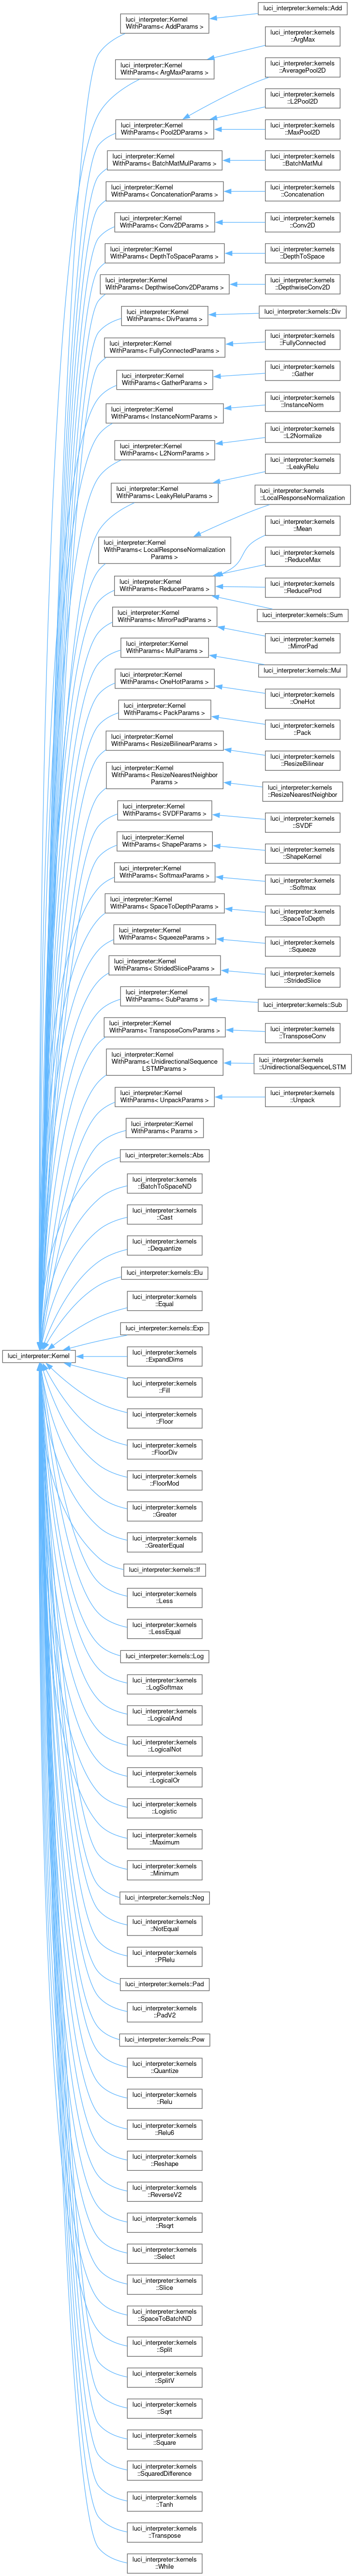 luci_interpreter::Kernel
WithParams< AddParams >
luci_interpreter::kernels::Add
luci_interpreter::Kernel
WithParams< ArgMaxParams >
luci_interpreter::kernels
::ArgMax
luci_interpreter::Kernel
WithParams< Pool2DParams >
luci_interpreter::kernels
::AveragePool2D
luci_interpreter::kernels
::L2Pool2D
luci_interpreter::kernels
::MaxPool2D
luci_interpreter::Kernel
WithParams< BatchMatMulParams >
luci_interpreter::kernels
::BatchMatMul
luci_interpreter::Kernel
WithParams< ConcatenationParams >
luci_interpreter::kernels
::Concatenation
luci_interpreter::Kernel
WithParams< Conv2DParams >
luci_interpreter::kernels
::Conv2D
luci_interpreter::Kernel
WithParams< DepthToSpaceParams >
luci_interpreter::kernels
::DepthToSpace
luci_interpreter::Kernel
WithParams< DepthwiseConv2DParams >
luci_interpreter::kernels
::DepthwiseConv2D
luci_interpreter::Kernel
WithParams< DivParams >
luci_interpreter::kernels::Div
luci_interpreter::Kernel
WithParams< FullyConnectedParams >
luci_interpreter::kernels
::FullyConnected
luci_interpreter::Kernel
WithParams< GatherParams >
luci_interpreter::kernels
::Gather
luci_interpreter::Kernel
WithParams< InstanceNormParams >
luci_interpreter::kernels
::InstanceNorm
luci_interpreter::Kernel
WithParams< L2NormParams >
luci_interpreter::kernels
::L2Normalize
luci_interpreter::Kernel
WithParams< LeakyReluParams >
luci_interpreter::kernels
::LeakyRelu
luci_interpreter::Kernel
WithParams< LocalResponseNormalization
Params >
luci_interpreter::kernels
::LocalResponseNormalization
luci_interpreter::Kernel
WithParams< ReducerParams >
luci_interpreter::kernels
::Mean
luci_interpreter::kernels
::ReduceMax
luci_interpreter::kernels
::ReduceProd
luci_interpreter::kernels::Sum
luci_interpreter::Kernel
WithParams< MirrorPadParams >
luci_interpreter::kernels
::MirrorPad
luci_interpreter::Kernel
WithParams< MulParams >
luci_interpreter::kernels::Mul
luci_interpreter::Kernel
WithParams< OneHotParams >
luci_interpreter::kernels
::OneHot
luci_interpreter::Kernel
WithParams< PackParams >
luci_interpreter::kernels
::Pack
luci_interpreter::Kernel
WithParams< ResizeBilinearParams >
luci_interpreter::kernels
::ResizeBilinear
luci_interpreter::Kernel
WithParams< ResizeNearestNeighbor
Params >
luci_interpreter::kernels
::ResizeNearestNeighbor
luci_interpreter::Kernel
WithParams< SVDFParams >
luci_interpreter::kernels
::SVDF
luci_interpreter::Kernel
WithParams< ShapeParams >
luci_interpreter::kernels
::ShapeKernel
luci_interpreter::Kernel
WithParams< SoftmaxParams >
luci_interpreter::kernels
::Softmax
luci_interpreter::Kernel
WithParams< SpaceToDepthParams >
luci_interpreter::kernels
::SpaceToDepth
luci_interpreter::Kernel
WithParams< SqueezeParams >
luci_interpreter::kernels
::Squeeze
luci_interpreter::Kernel
WithParams< StridedSliceParams >
luci_interpreter::kernels
::StridedSlice
luci_interpreter::Kernel
WithParams< SubParams >
luci_interpreter::kernels::Sub
luci_interpreter::Kernel
WithParams< TransposeConvParams >
luci_interpreter::kernels
::TransposeConv
luci_interpreter::Kernel
WithParams< UnidirectionalSequence
LSTMParams >
luci_interpreter::kernels
::UnidirectionalSequenceLSTM
luci_interpreter::Kernel
WithParams< UnpackParams >
luci_interpreter::kernels
::Unpack
luci_interpreter::Kernel
WithParams< Params >
luci_interpreter::kernels::Abs
luci_interpreter::kernels
::BatchToSpaceND
luci_interpreter::kernels
::Cast
luci_interpreter::kernels
::Dequantize
luci_interpreter::kernels::Elu
luci_interpreter::kernels
::Equal
luci_interpreter::kernels::Exp
luci_interpreter::Kernel
luci_interpreter::kernels
::ExpandDims
luci_interpreter::kernels
::Fill
luci_interpreter::kernels
::Floor
luci_interpreter::kernels
::FloorDiv
luci_interpreter::kernels
::FloorMod
luci_interpreter::kernels
::Greater
luci_interpreter::kernels
::GreaterEqual
luci_interpreter::kernels::If
luci_interpreter::kernels
::Less
luci_interpreter::kernels
::LessEqual
luci_interpreter::kernels::Log
luci_interpreter::kernels
::LogSoftmax
luci_interpreter::kernels
::LogicalAnd
luci_interpreter::kernels
::LogicalNot
luci_interpreter::kernels
::LogicalOr
luci_interpreter::kernels
::Logistic
luci_interpreter::kernels
::Maximum
luci_interpreter::kernels
::Minimum
luci_interpreter::kernels::Neg
luci_interpreter::kernels
::NotEqual
luci_interpreter::kernels
::PRelu
luci_interpreter::kernels::Pad
luci_interpreter::kernels
::PadV2
luci_interpreter::kernels::Pow
luci_interpreter::kernels
::Quantize
luci_interpreter::kernels
::Relu
luci_interpreter::kernels
::Relu6
luci_interpreter::kernels
::Reshape
luci_interpreter::kernels
::ReverseV2
luci_interpreter::kernels
::Rsqrt
luci_interpreter::kernels
::Select
luci_interpreter::kernels
::Slice
luci_interpreter::kernels
::SpaceToBatchND
luci_interpreter::kernels
::Split
luci_interpreter::kernels
::SplitV
luci_interpreter::kernels
::Sqrt
luci_interpreter::kernels
::Square
luci_interpreter::kernels
::SquaredDifference
luci_interpreter::kernels
::Tanh
luci_interpreter::kernels
::Transpose
luci_interpreter::kernels
::While